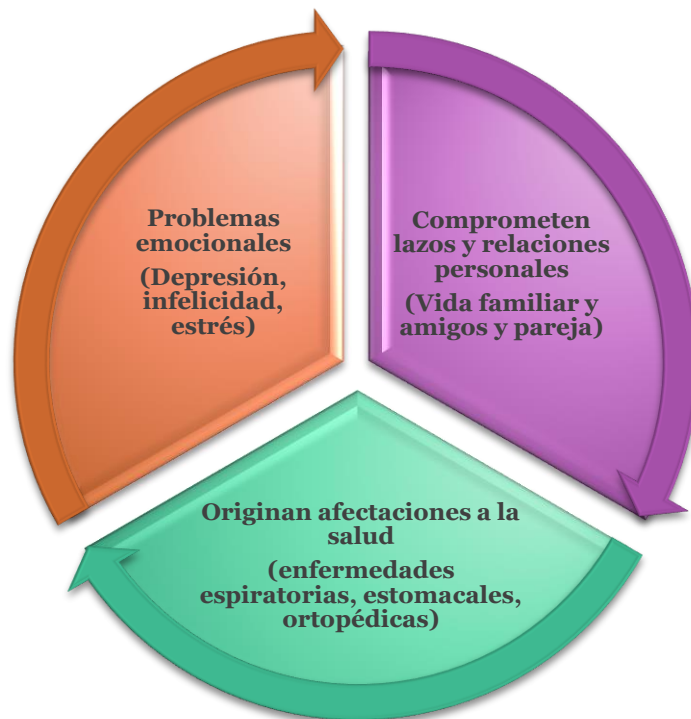 Problemas
emocionales
(Depresión,
infelicidad,
estrés)
Comprometen
lazos y relaciones
personales
(Vida familiar y
amigos y pareja)
Originan afectaciones a la
salud
(enfermedades
espiratorias, estomacales,
ortopédicas)